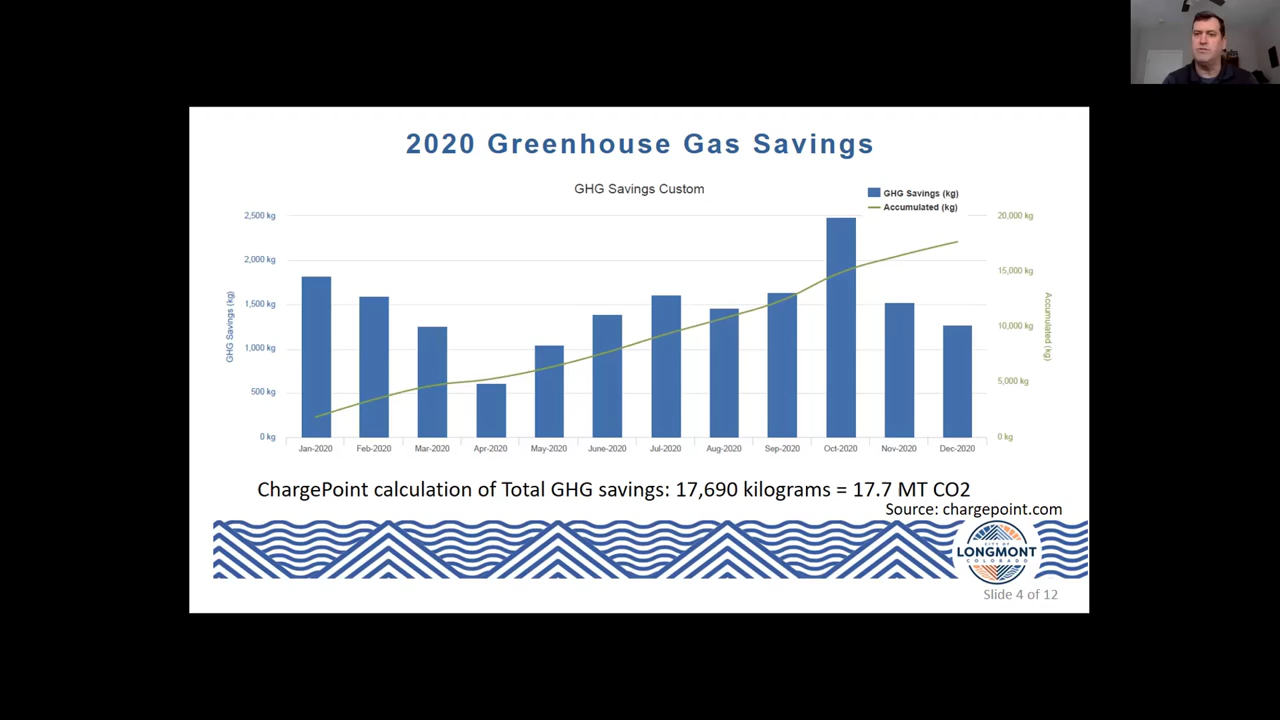 2020 Greenhouse Gas Savings
GHG Savings Custom
GHG Savings (kg)
Accumulated (kg)
2,500 kg
2,000 kg
1,500 kg
1,000 kg
500 kg
0 kg
GHG Savings (kg)
20,000 kg
15,000 kg
10,000 kg
5,000 kg
0 kg
Accumulated (kg)
Jan-2020 Feb-2020 Mar-2020 Apr-2020 May-2020 June-2020 Jul-2020 Aug-2020 Sep-2020 Oct-2020 Nov-2020 Dec-2020
ChargePoint calculation of Total GHG savings: 17,690 kilograms = 17.7 MT CO2
Source: chargepoint.com
CITY OF
LONGMONT
COLORADO
Slide 4 of 12